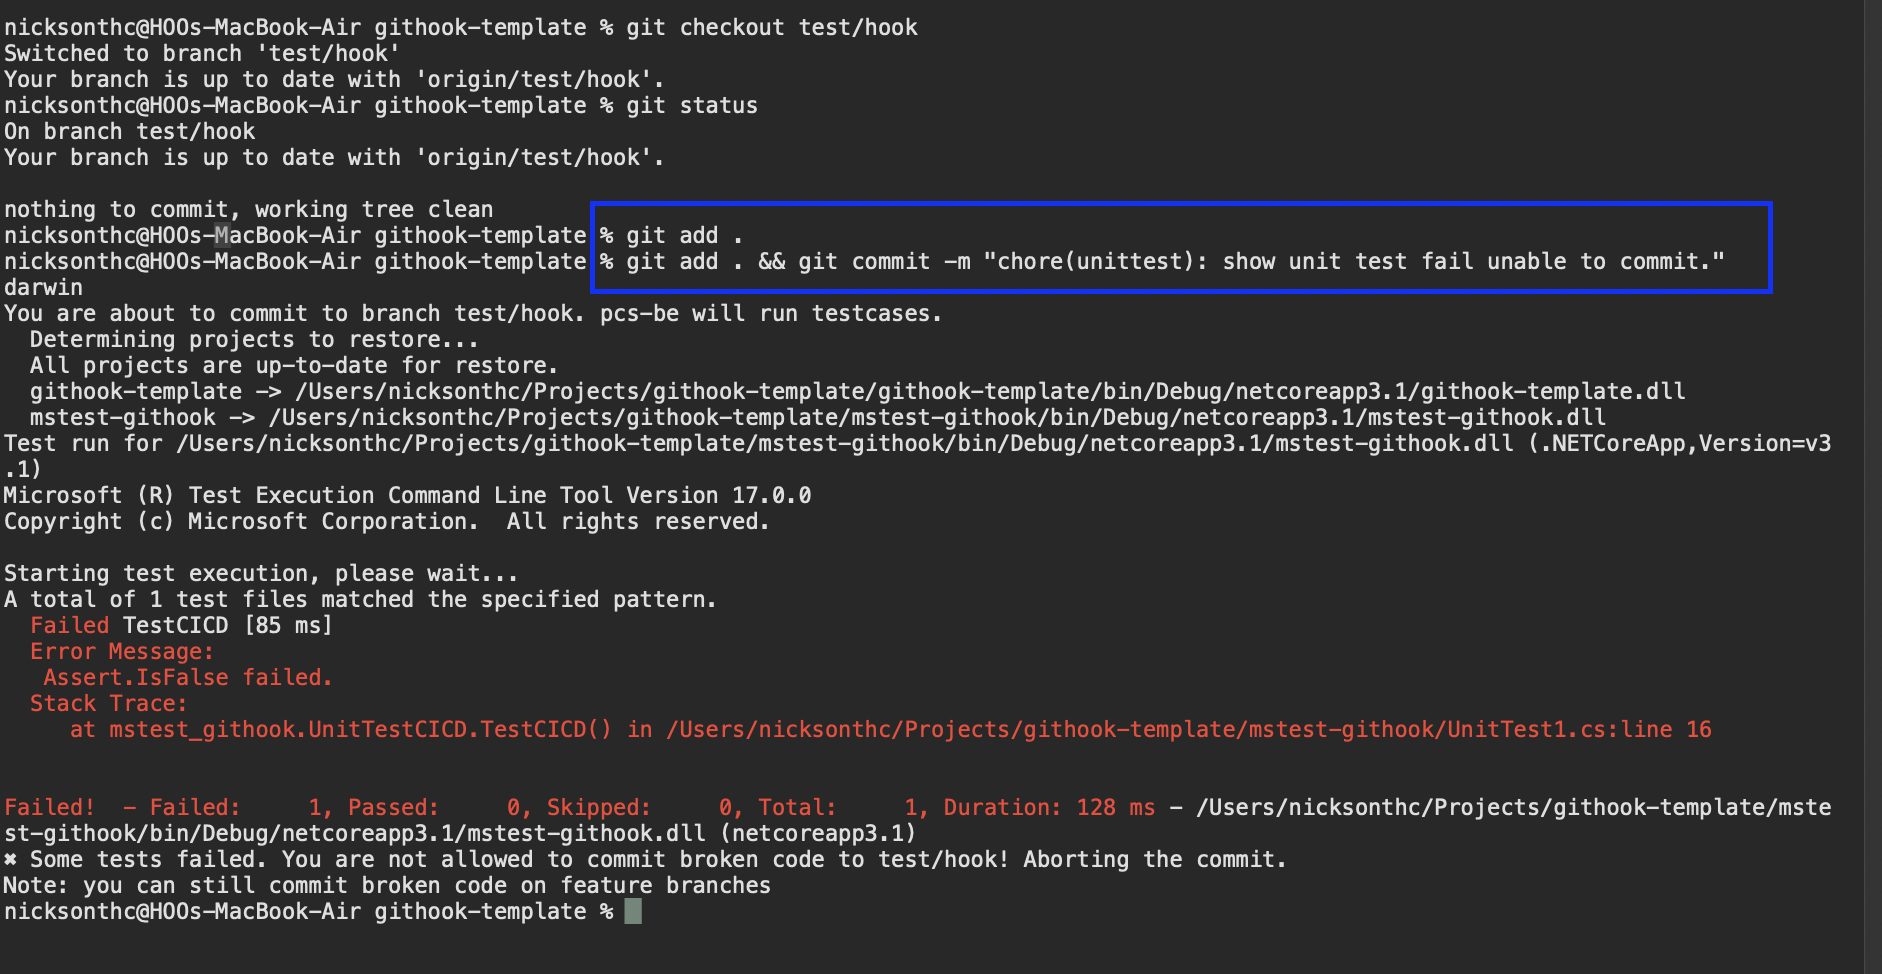 nicksonthc@HOOs-MacBook-Air githook-template % git checkout test/hook
Switched to branch 'test/hook'
Your branch is up to date with 'origin/test/hook'.
nicksonthc@HOOs-MacBook-Air githook-template % git status
On branch test/hook
Your branch is up to date with 'origin/test/hook'.

nothing to commit, working tree clean
nicksonthc@HOOs-MacBook-Air githook-template % git add .
nicksonthc@HOOs-MacBook-Air githook-template % git add . && git commit -m "chore(unittest): show unit test fail unable to commit."
darwin
You are about to commit to branch test/hook. pcs-be will run testcases.
  Determining projects to restore...
  All projects are up-to-date for restore.
  githook-template -> /Users/nicksonthc/Projects/githook-template/githook-template/bin/Debug/netcoreapp3.1/githook-template.dll
  mstest-githook -> /Users/nicksonthc/Projects/githook-template/mstest-githook/bin/Debug/netcoreapp3.1/mstest-githook.dll
Test run for /Users/nicksonthc/Projects/githook-template/mstest-githook/bin/Debug/netcoreapp3.1/mstest-githook.dll (.NETCoreApp,Version=v3
.1)
Microsoft (R) Test Execution Command Line Tool Version 17.0.0
Copyright (c) Microsoft Corporation.  All rights reserved.

Starting test execution, please wait...
A total of 1 test files matched the specified pattern.
  Failed TestCICD [85 ms]
  Error Message:
   Assert.IsFalse failed.
  Stack Trace:
     at mstest_githook.UnitTestCICD.TestCICD() in /Users/nicksonthc/Projects/githook-template/mstest-githook/UnitTest1.cs:line 16

Failed!  - Failed:     1, Passed:     0, Skipped:     0, Total:     1, Duration: 128 ms - /Users/nicksonthc/Projects/githook-template/mste
st-githook/bin/Debug/netcoreapp3.1/mstest-githook.dll (netcoreapp3.1)
✖ Some tests failed. You are not allowed to commit broken code to test/hook! Aborting the commit.
Note: you can still commit broken code on feature branches
nicksonthc@HOOs-MacBook-Air githook-template %